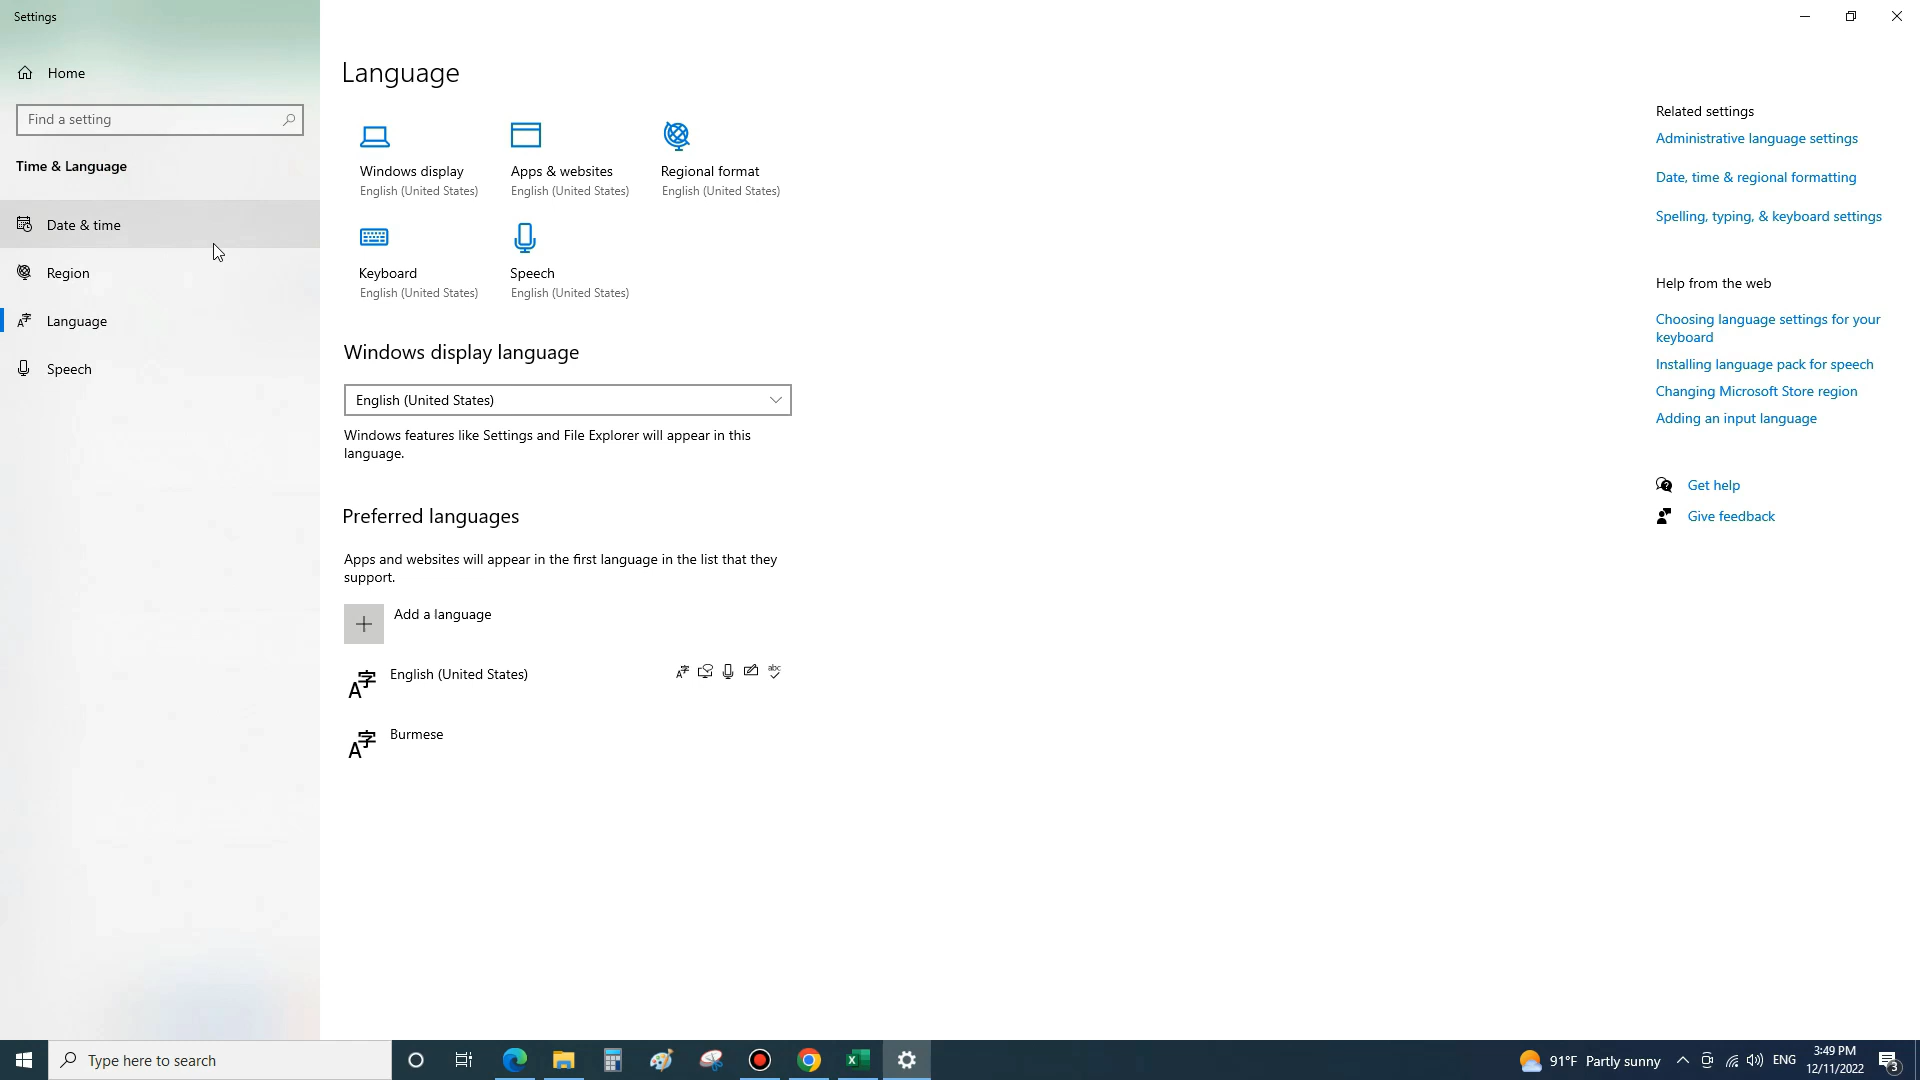 Settings
Home
Find a setting
Time & Language
Date & time
Region
Language
Speech
Language
Windows display
English (United States)
Apps & websites
English (United States)
Regional format
English (United States)
Keyboard
English (United States)
Speech
English (United States)
Windows display language
English (United States)
Windows features like Settings and File Explorer will appear in this
language.
Preferred languages
Apps and websites will appear in the first language in the list that they
support.
Add a language
English (United States)
Burmese
Related settings
Administrative language settings
Date, time & regional formatting
Spelling, typing, & keyboard settings
Help from the web
Choosing language settings for your
keyboard
Installing language pack for speech
Changing Microsoft Store region
Adding an input language
Get help
Give feedback
Type here to search
91°F Partly sunny
ENG
3:49 PM
12/11/2022
3